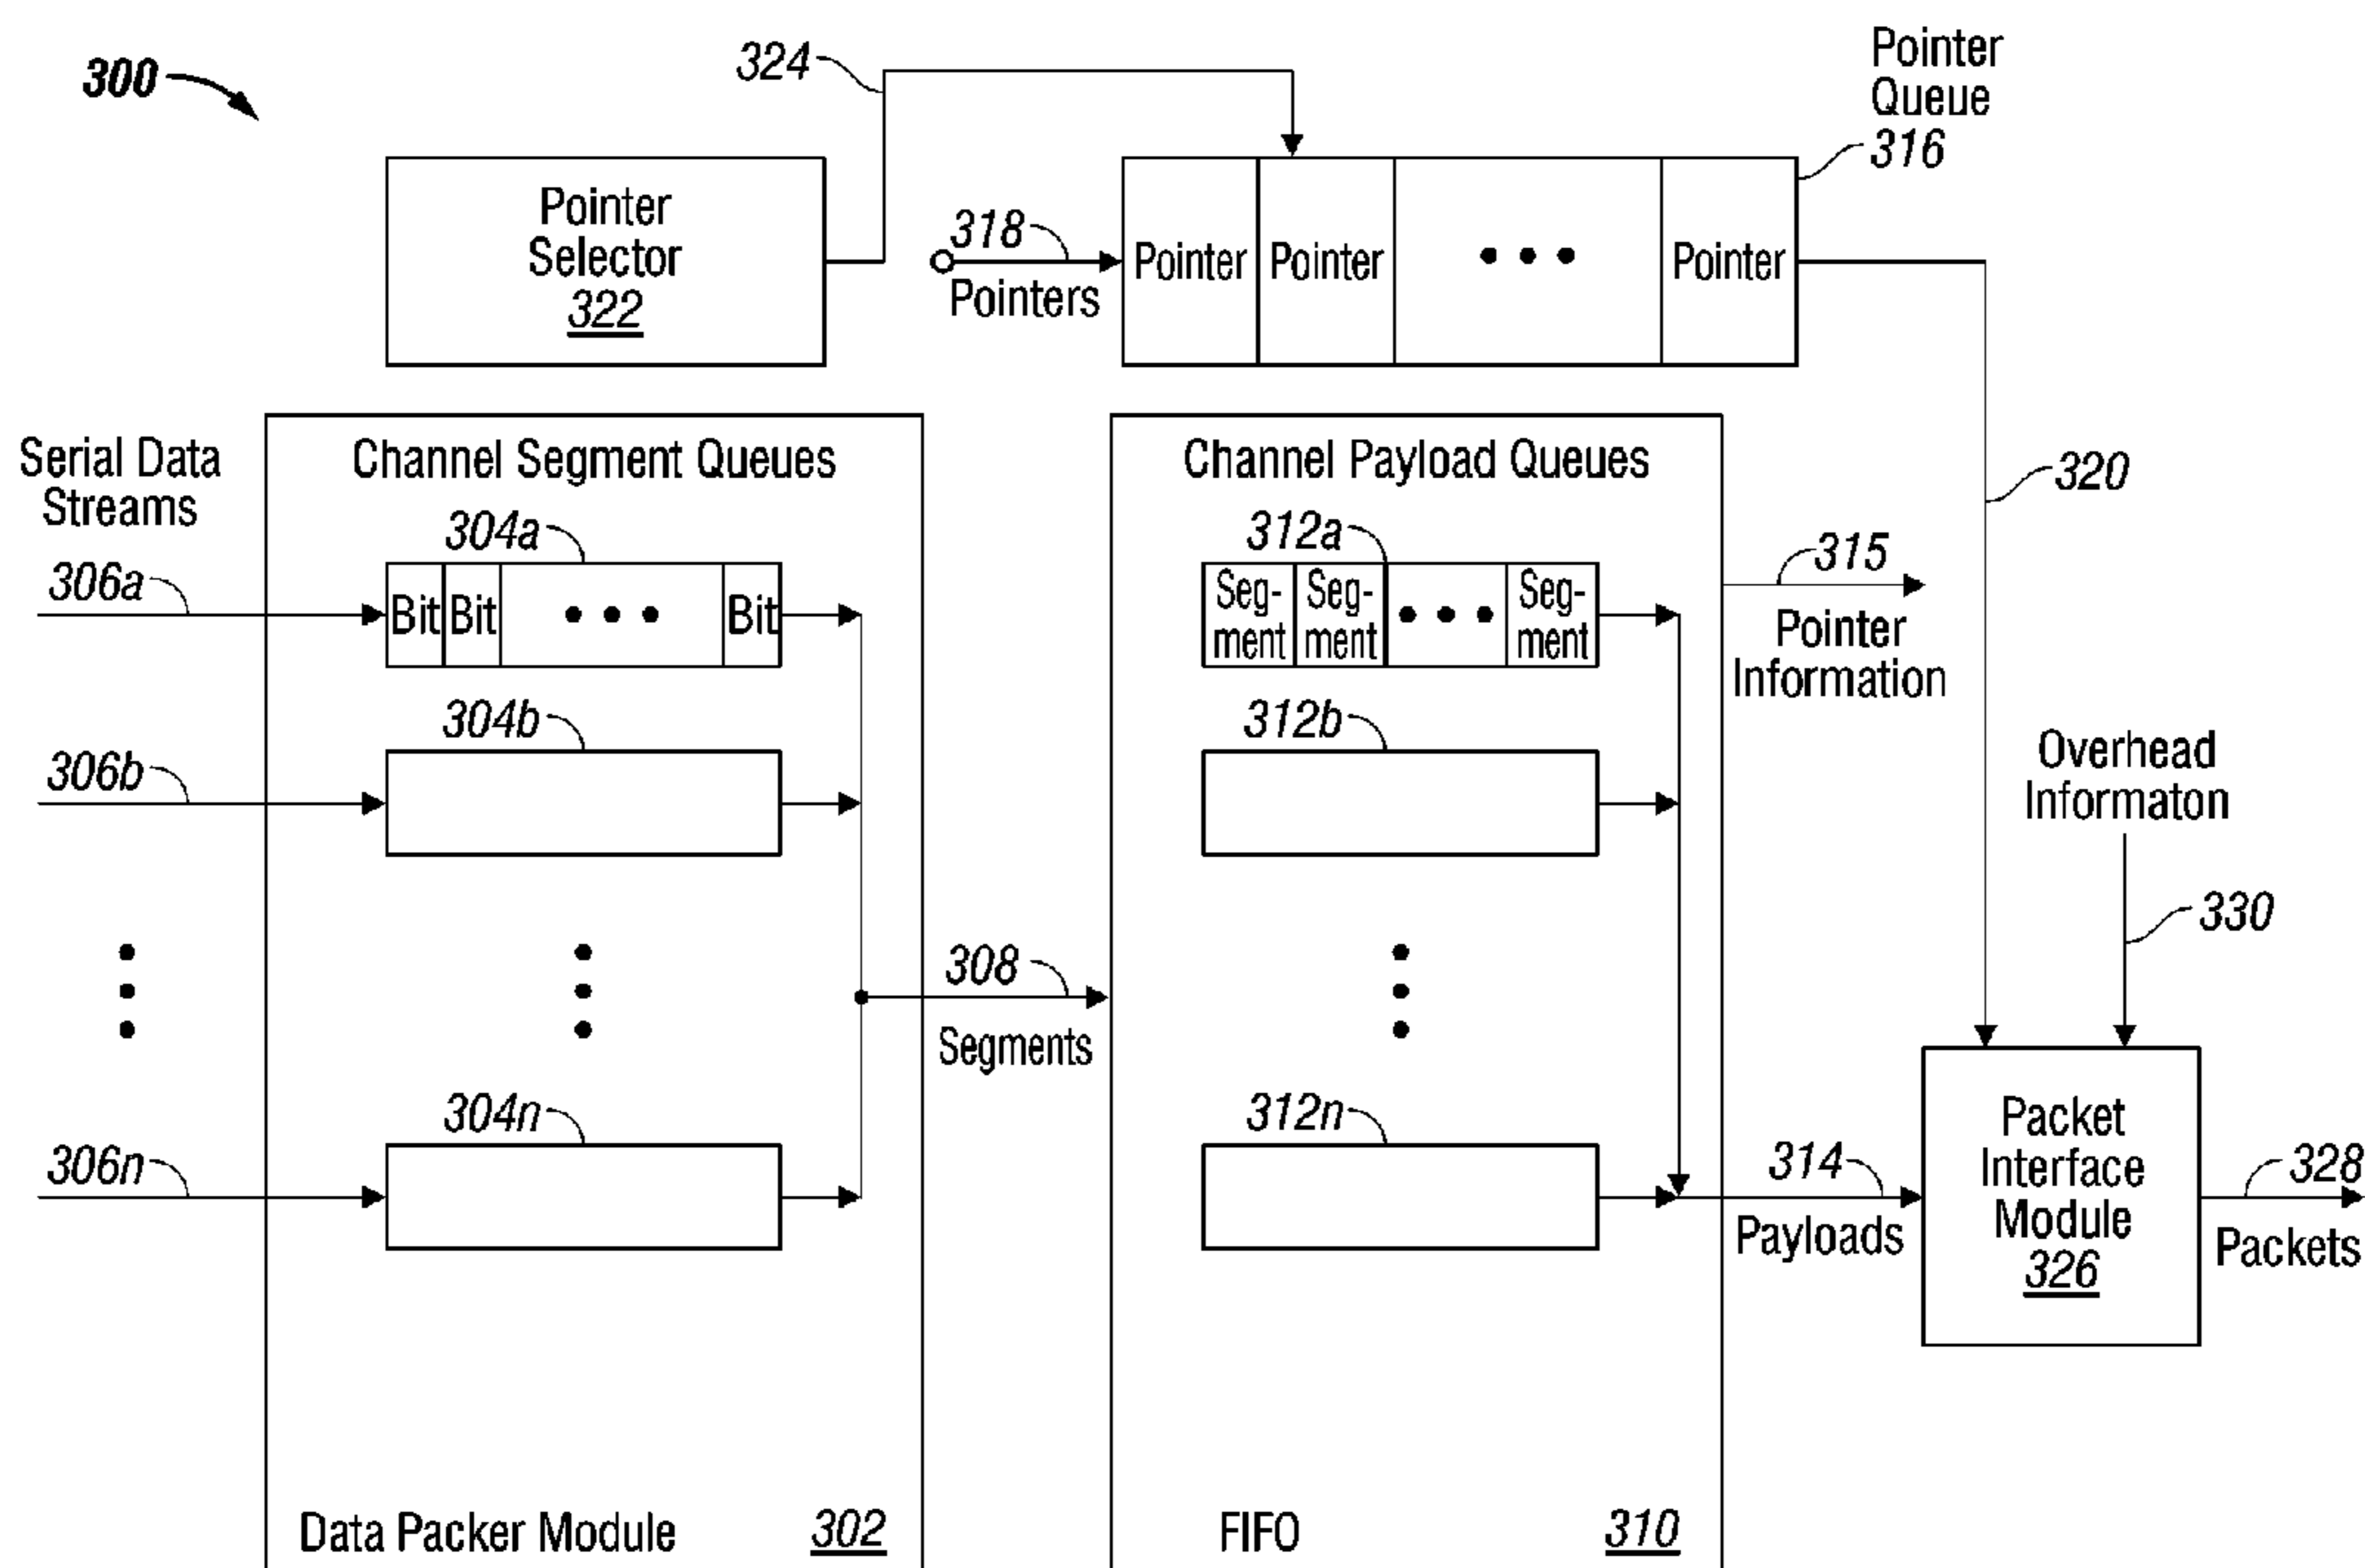 300
324
Pointer
Queue
316
Pointer
Selector
322
318
Pointers
Pointer
Pointer
Pointer
Serial Data
Streams
Channel Segment Queues
Channel Payload Queues
320
304a
312a
315
306a
Bit
Bit
Bit
Seg-
ment
Seg-
ment
Seg-
ment
Pointer
Information
304b
312b
306b
Overhead
Informaton
308
330
Segments
304n
312n
Packet
Interface
Module
326
306n
314
328
Payloads
Packets
Data Packer Module
302
FIFO
310